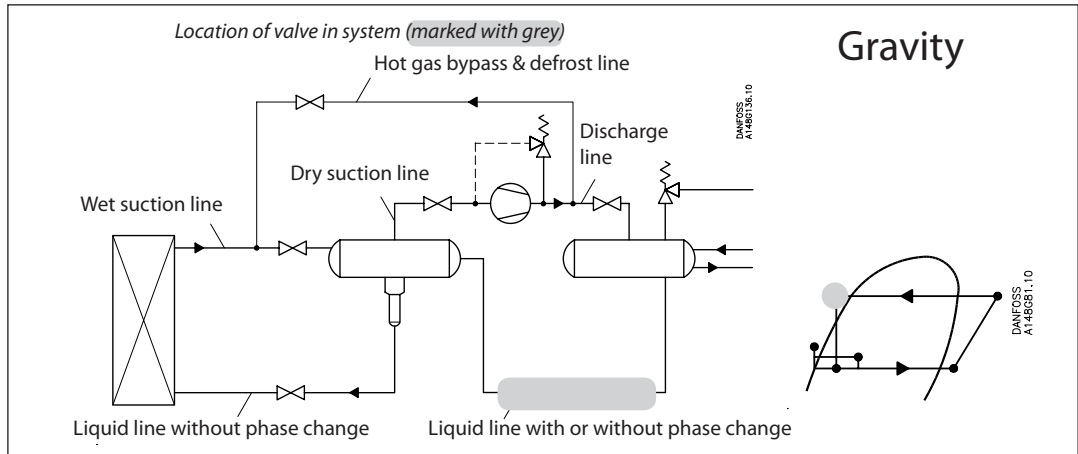 Location of valve in system (marked with grey)
Gravity
Hot gas bypass & defrost line
DANFOSS
A148G136.10
Discharge
line
Dry suction line
Wet suction line
DANFOSS
A148G81.10
Liquid line without phase change
Liquid line with or without phase change